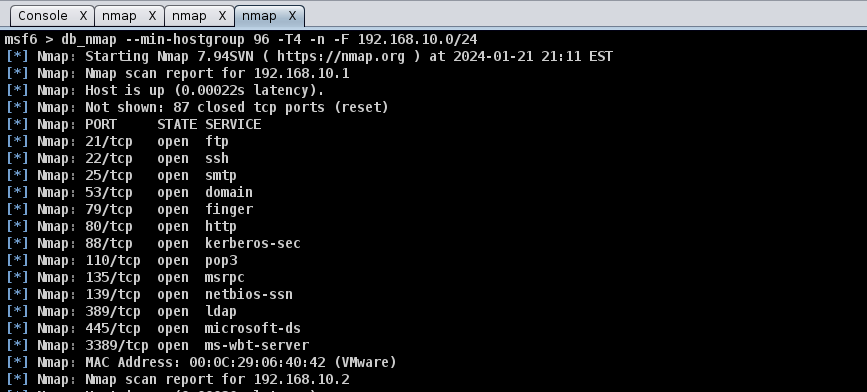 Console X nmap X nmap X nmap X
msf6 > db_nmap --min-hostgroup 96 -T4 -n -F 192.168.10.0/24
[*] Nmap: Starting Nmap 7.94SVN ( https://nmap.org ) at 2024-01-21 21:11 EST
[*] Nmap: Nmap scan report for 192.168.10.1
[*] Nmap: Host is up (0.00022s latency).
[*] Nmap: Not shown: 87 closed tcp ports (reset)
[*] Nmap: PORT     STATE SERVICE
[*] Nmap: 21/tcp   open  ftp
[*] Nmap: 22/tcp   open  ssh
[*] Nmap: 25/tcp   open  smtp
[*] Nmap: 53/tcp   open  domain
[*] Nmap: 79/tcp   open  finger
[*] Nmap: 80/tcp   open  http
[*] Nmap: 88/tcp   open  kerberos-sec
[*] Nmap: 110/tcp  open  pop3
[*] Nmap: 135/tcp  open  msrpc
[*] Nmap: 139/tcp  open  netbios-ssn
[*] Nmap: 389/tcp  open  ldap
[*] Nmap: 445/tcp  open  microsoft-ds
[*] Nmap: 3389/tcp open  ms-wbt-server
[*] Nmap: MAC Address: 00:0C:29:06:40:42 (VMware)
[*] Nmap: Nmap scan report for 192.168.10.2